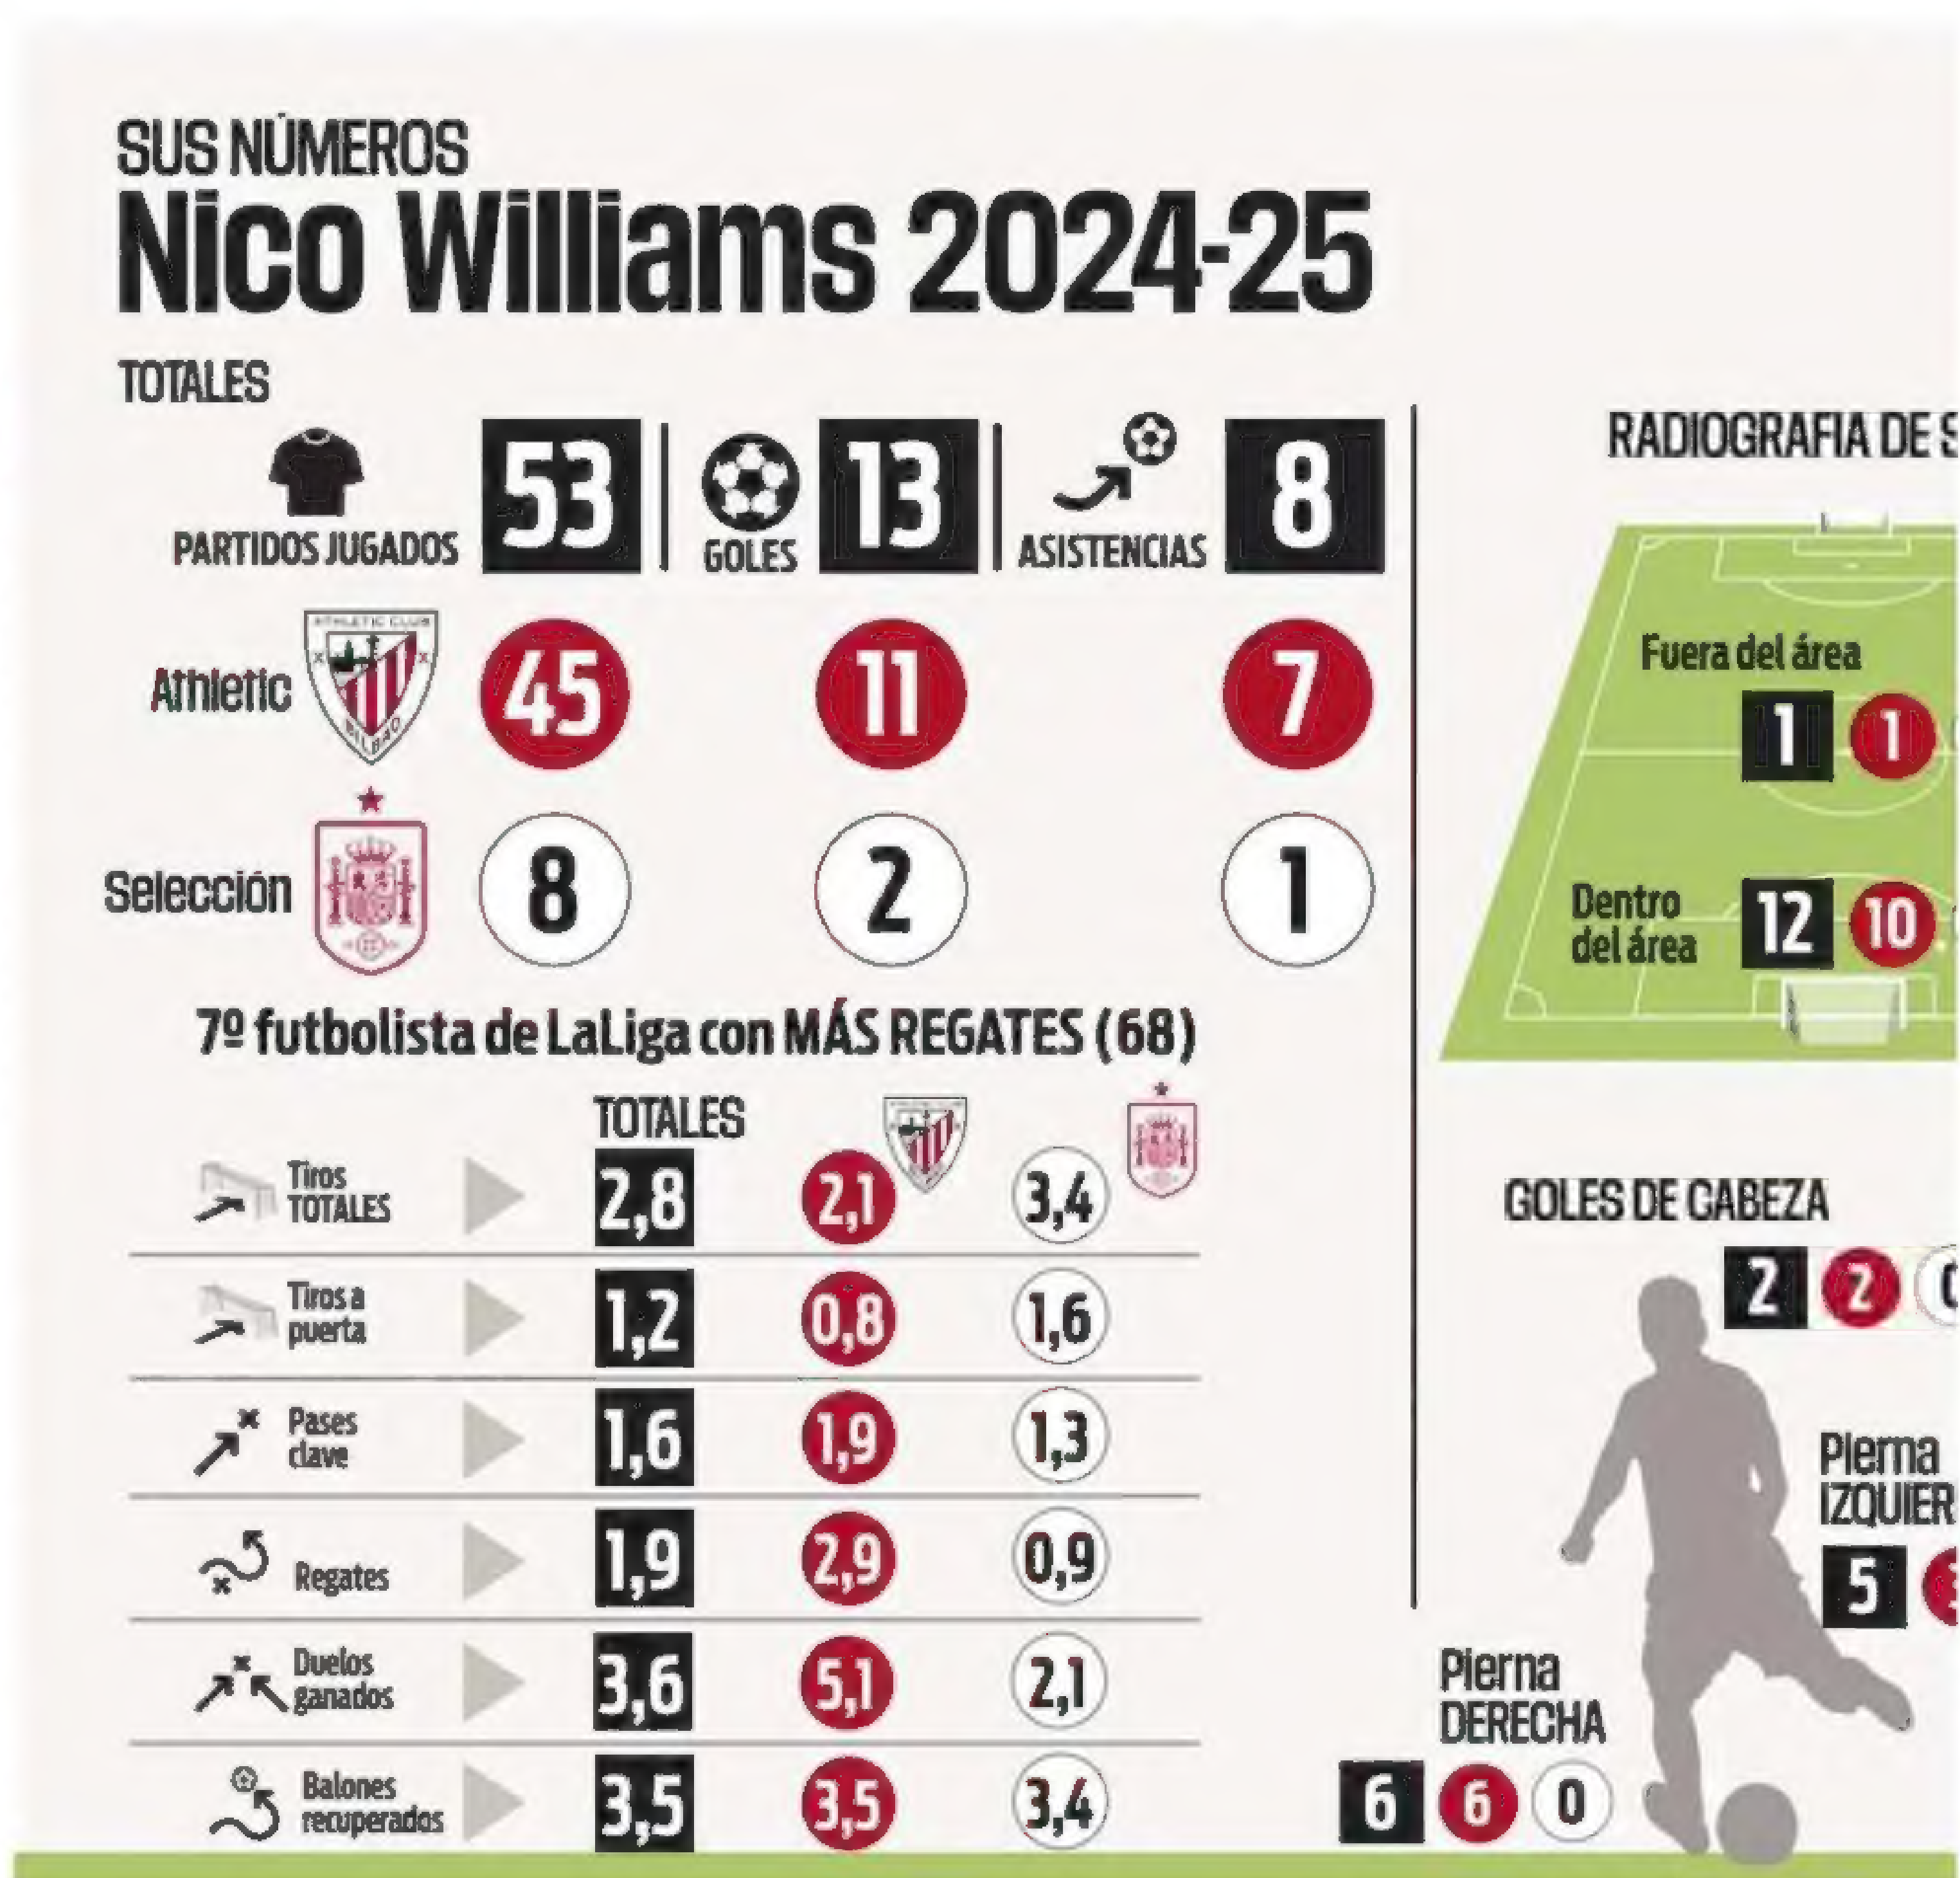 SUS NÚMEROS
Nico Williams 2024-25
TOTALES
PARTIDOS JUGADOS 53 GOLES 13 ASISTENCIAS 8
Athletic ATHLETIC CLUB BILBAO 45 11 7
Selección 8 2 1
7º futbolista de LaLiga con MÁS REGATES (68)
TOTALES
Tiros
TOTALES 2,8 2,1 3,4
Tiros a
puerta 1,2 0,8 1,6
Pases
clave 1,6 1,9 1,3
Regates 1,9 2,9 0,9
Duelos
ganados 3,6 5,1 2,1
Balones
recuperados 3,5 3,5 3,4
RADIOGRAFIA DE
Fuera del área
1 1
Dentro
del área 12 10
GOLES DE CABEZA
2 2
Pierna
IZQUIER
5
Pierna
DERECHA
6 6 0